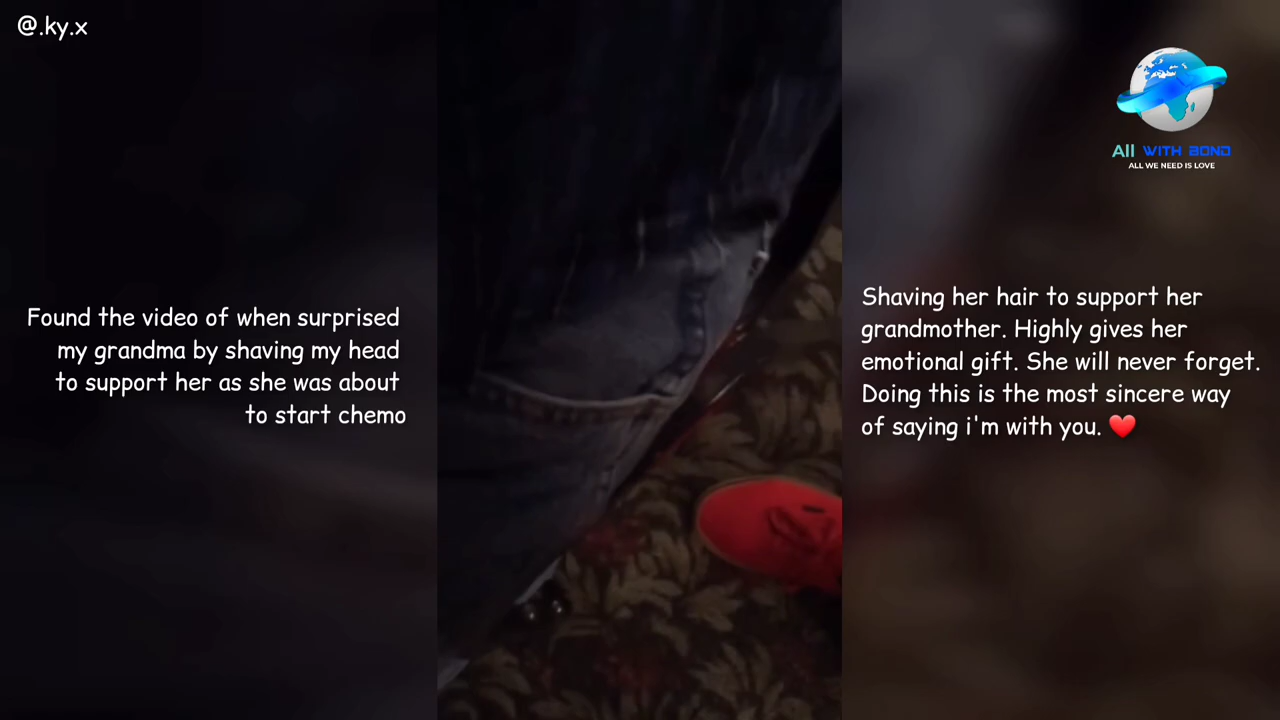 @.ky.x
All WITH BOND
ALL WE NEED IS LOVE
Found the video of when surprised
my grandma by shaving my head
to support her as she was about
to start chemo
Shaving her hair to support her
grandmother. Highly gives her
emotional gift. She will never forget.
Doing this is the most sincere way
of saying i'm with you. ❤️